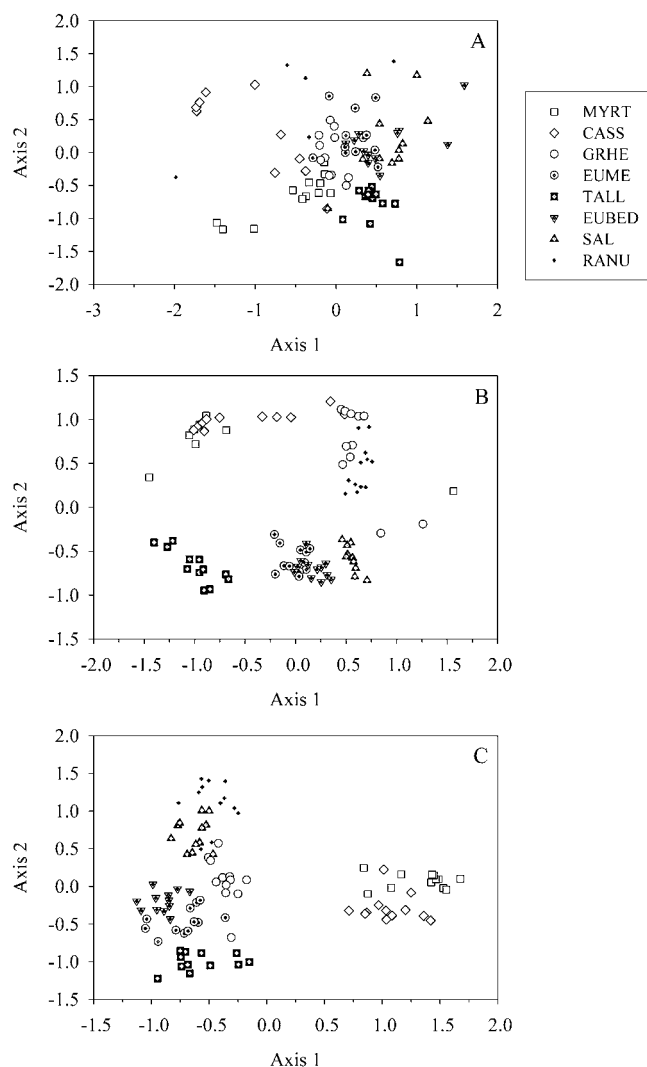 A
2.0
1.5
1.0
0.5
0.0
-0.5
-1.0
-1.5
-2.0
Axis 2
-3 -2 -1 0 1 2
Axis 1
MYRT
CASS
GRHE
EUME
TALL
EUBED
SAL
RANU
B
1.5
1.0
0.5
0.0
-0.5
-1.0
-1.5
Axis 2
-2.0 -1.5 -1.0 -0.5 0.0 0.5 1.0 1.5 2.0
Axis 1
C
2.0
1.5
1.0
0.5
0.0
-0.5
-1.0
-1.5
Axis 2
-1.5 -1.0 -0.5 0.0 0.5 1.0 1.5 2.0
Axis 1